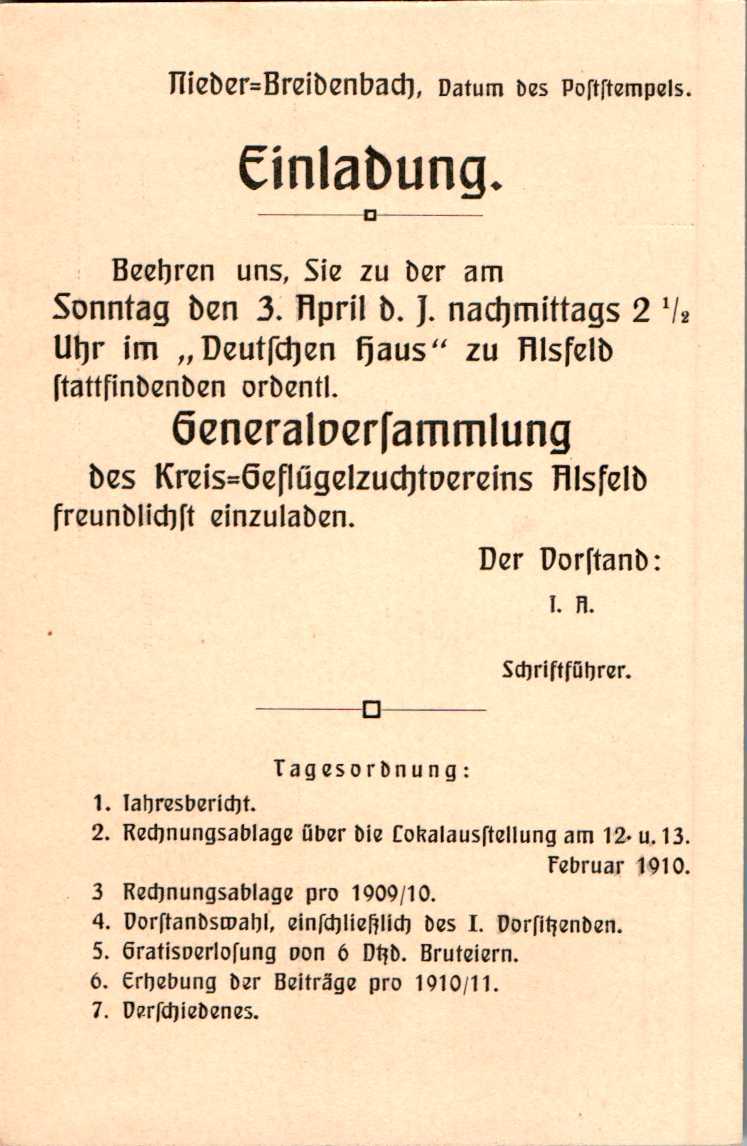 Nieder=Breidenbach, Datum des Poſtſtempels.
Einladung.
Beehren uns, Sie zu der am
Sonntag den 3. April d. J. nachmittags 2 ¹/₂
Uhr im „Deutſchen Haus“ zu Alsfeld
ſtattfindenden ordentl.
Generalverſammlung
des Kreis=Geflügelzuchtvereins Alsfeld
freundlichſt einzuladen.
Der Vorſtand:
I. A.
Schriftführer.
Tagesordnung:
1. Iahresbericht.
2. Rechnungsablage über die Lokalausſtellung am 12. u. 13.
Februar 1910.
3 Rechnungsablage pro 1909/10.
4. Vorſtandswahl, einſchließlich des I. Vorſitzenden.
5. Gratisverloſung von 6 Dtzd. Bruteiern.
6. Erhebung der Beiträge pro 1910/11.
7. Verſchiedenes.